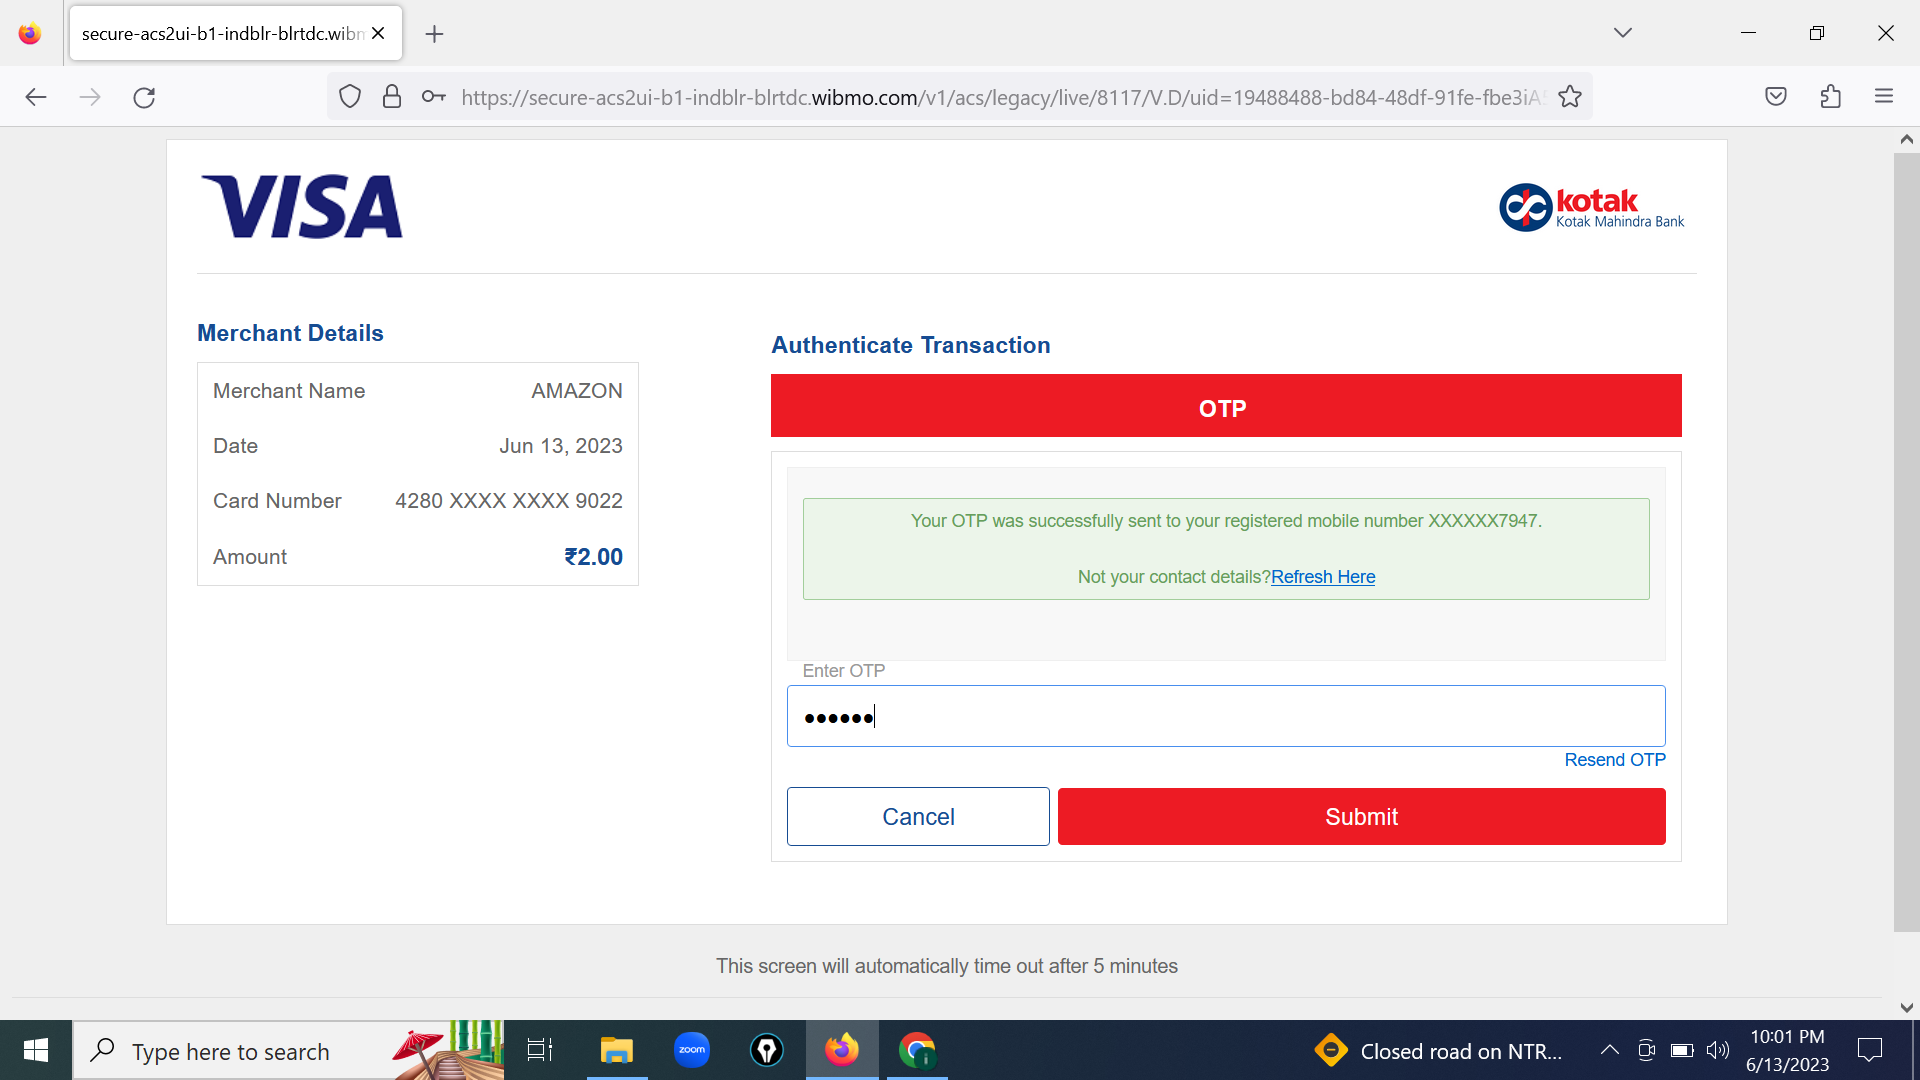 secure-acs2ui-b1-indblr-blrtdc.wibm
https://secure-acs2ui-b1-indblr-blrtdc.wibmo.com/v1/acs/legacy/live/8117/V.D/uid=19488488-bd84-48df-91fe-fbe3iA5
VISA
kotak
Kotak Mahindra Bank
Merchant Details
Merchant Name AMAZON
Date Jun 13, 2023
Card Number 4280 XXXX XXXX 9022
Amount ₹2.00
Authenticate Transaction
OTP
Your OTP was successfully sent to your registered mobile number XXXXXX7947.
Not your contact details?Refresh Here
Enter OTP
••••••
Resend OTP
Cancel
Submit
This screen will automatically time out after 5 minutes
Type here to search
zoom
Closed road on NTR...
10:01 PM
6/13/2023